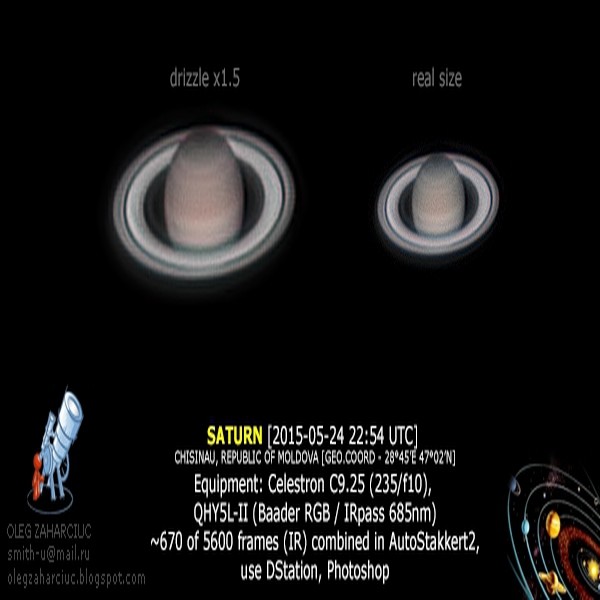 drizzle x1.5
real size
SATURN [2015-05-24 22:54 UTC]
CHISINAU, REPUBLIC OF MOLDOVA [GEO.COORD - 28°45'E 47°02'N]
Equipment: Celestron C9.25 (235/f10),
QHY5L-II (Baader RGB / IRpass 685nm)
~670 of 5600 frames (IR) combined in AutoStakkert2,
use DStation, Photoshop
OLEG ZAHARCIUC
smith-u@mail.ru
olegzaharciuc.blogspot.com